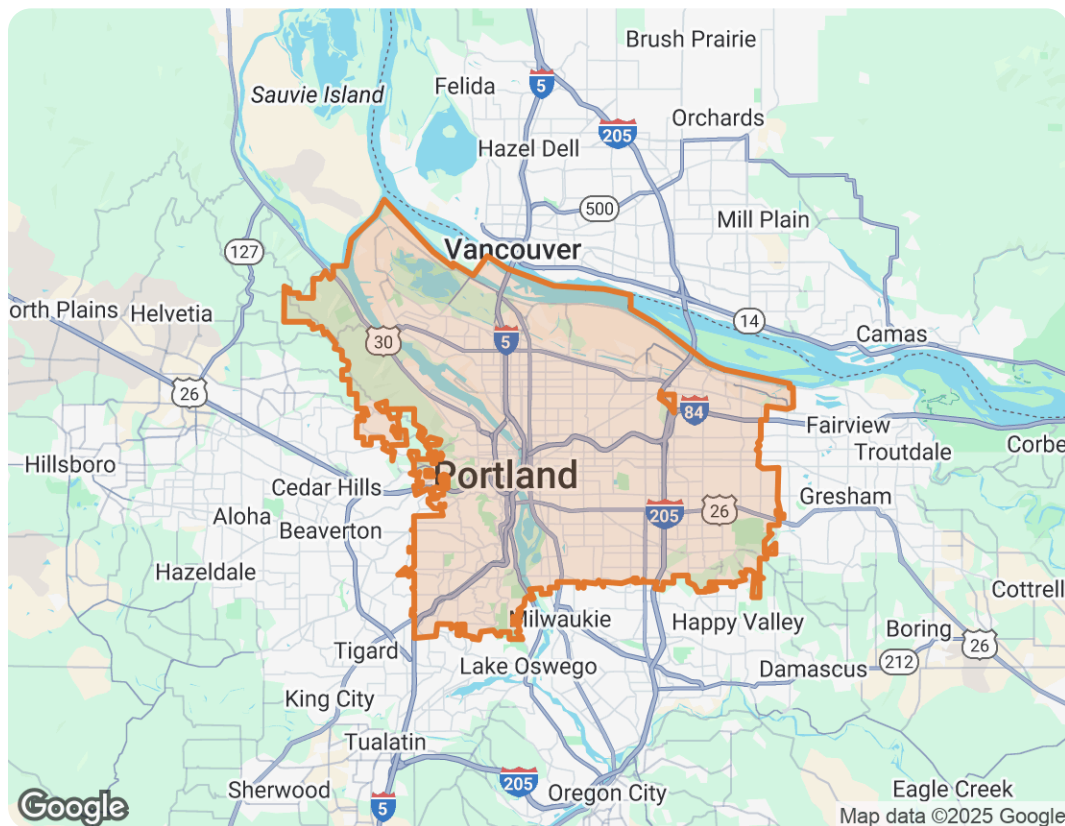 Brush Prairie
Felida
5
Sauvie Island
Orchards
205
Hazel Dell
500
Mill Plain
Vancouver
127
orth Plains
Helvetia
14
Camas
30
5
26
84
Fairview
Troutdale
Corbe
Hillsboro
Portland
Cedar Hills
Gresham
Aloha
205
26
Beaverton
Hazeldale
Cottrell
Milwaukie
Happy Valley
Boring
26
Tigard
Lake Oswego
Damascus
212
King City
Tualatin
Sherwood
205
Oregon City
Eagle Creek
5
Google
Map data ©2025 Google